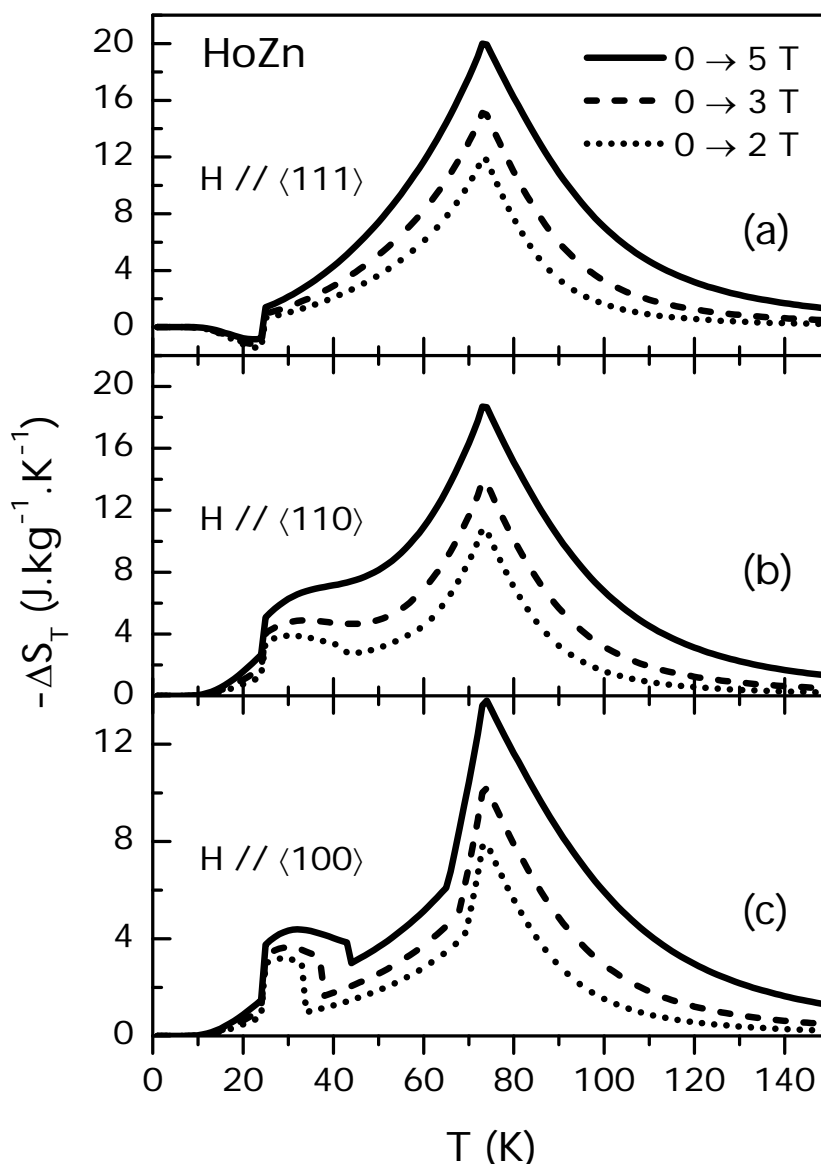 HoZn
0 → 5 T
0 → 3 T
0 → 2 T
H // ⟨111⟩
(a)
20
16
12
8
4
0
H // ⟨110⟩
(b)
20
16
12
8
4
0
H // ⟨100⟩
(c)
12
8
4
0
-ΔS_T (J.kg⁻¹.K⁻¹)
0 20 40 60 80 100 120 140
T (K)